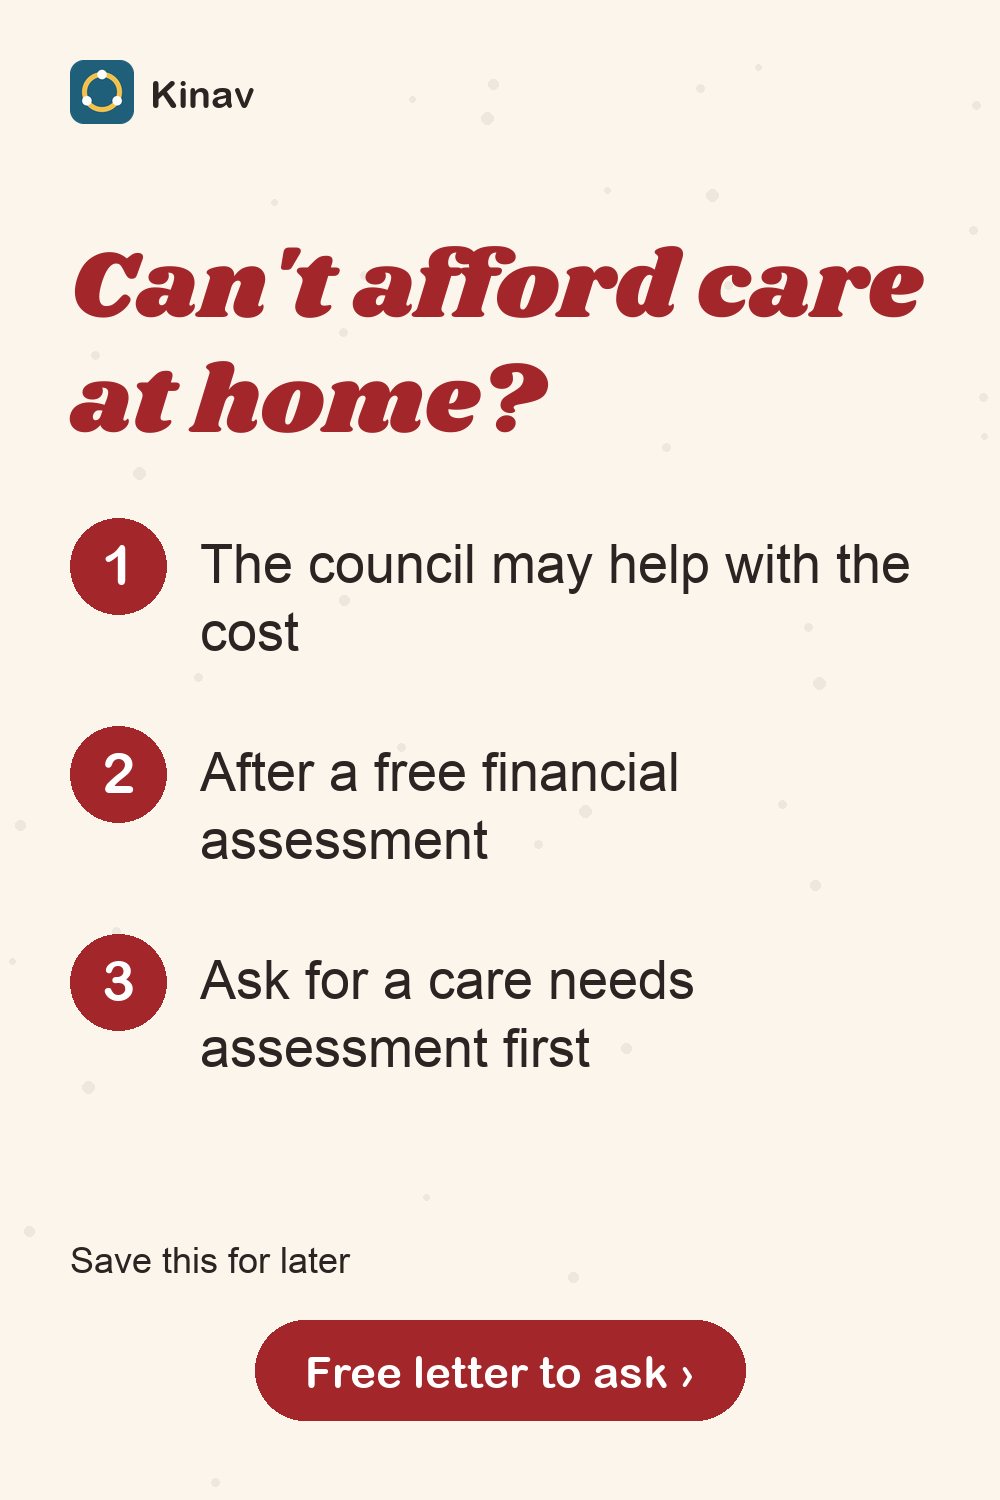 Kinav
Can't afford care
at home?
1
The council may help with the
cost
2
After a free financial
assessment
3
Ask for a care needs
assessment first
Save this for later
Free letter to ask ›